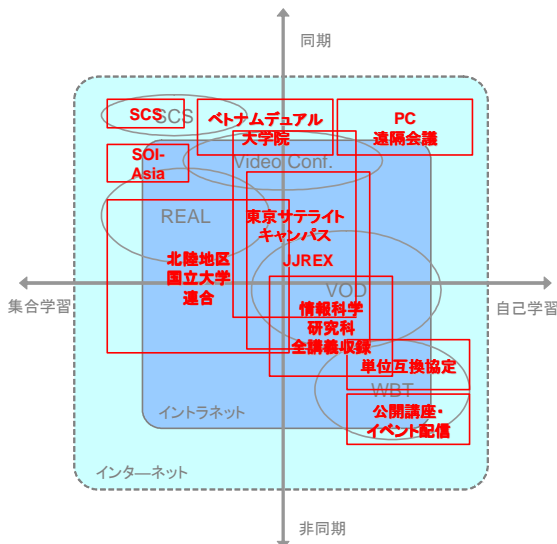 同期
SCS
SCS
ベトナムデュアル
大学院
PC
遠隔会議
SOI-
Asia
Video Conf.
REAL
東京サテライト
キャンパス
北陸地区
国立大学
連合
JJREX
VOD
集合学習
自己学習
情報科学
研究科
全講義収録
単位互換協定
WBT
公開講座・
イベント配信
イントラネット
インターネット
非同期